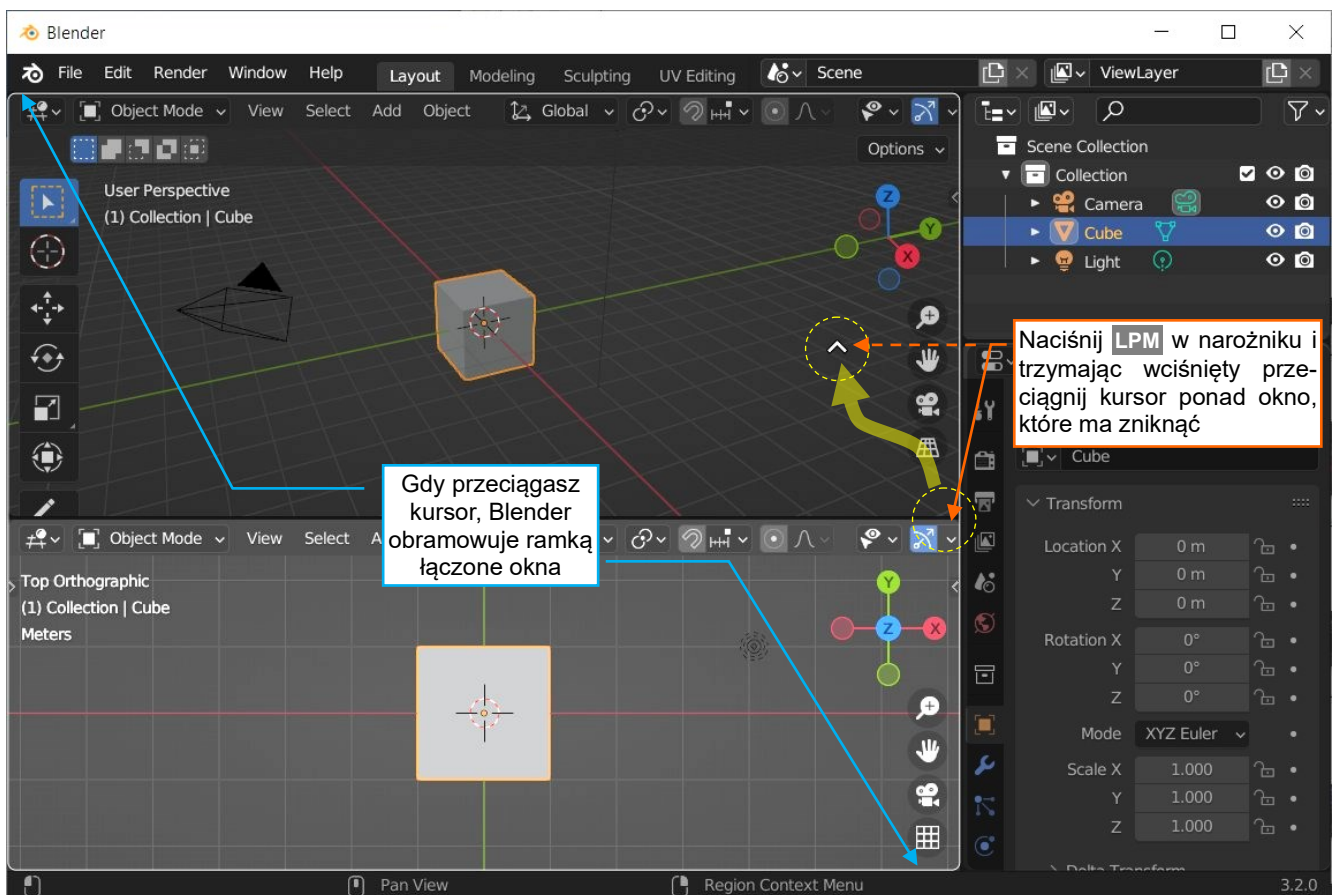 Blender
File Edit Render Window Help Layout Modeling Sculpting UV Editing Scene ViewLayer
Object Mode View Select Add Object Global
Options
User Perspective
(1) Collection | Cube
Z
Y
X
Scene Collection
Collection
Camera
Cube
Light
Naciśnij LPM w narożniku i
trzymając wciśnięty prze-
ciągnij kursor ponad okno,
które ma zniknąć
Cube
Gdy przeciągasz
kursor, Blender
obramowuje ramką
łączone okna
Object Mode View Select A
Top Orthographic
(1) Collection | Cube
Meters
Y
Z X
Transform
Location X 0 m
Y 0 m
Z 0 m
Rotation X 0°
Y 0°
Z 0°
Mode XYZ Euler
Scale X 1.000
Y 1.000
Z 1.000
Delta Transform
Pan View Region Context Menu 3.2.0